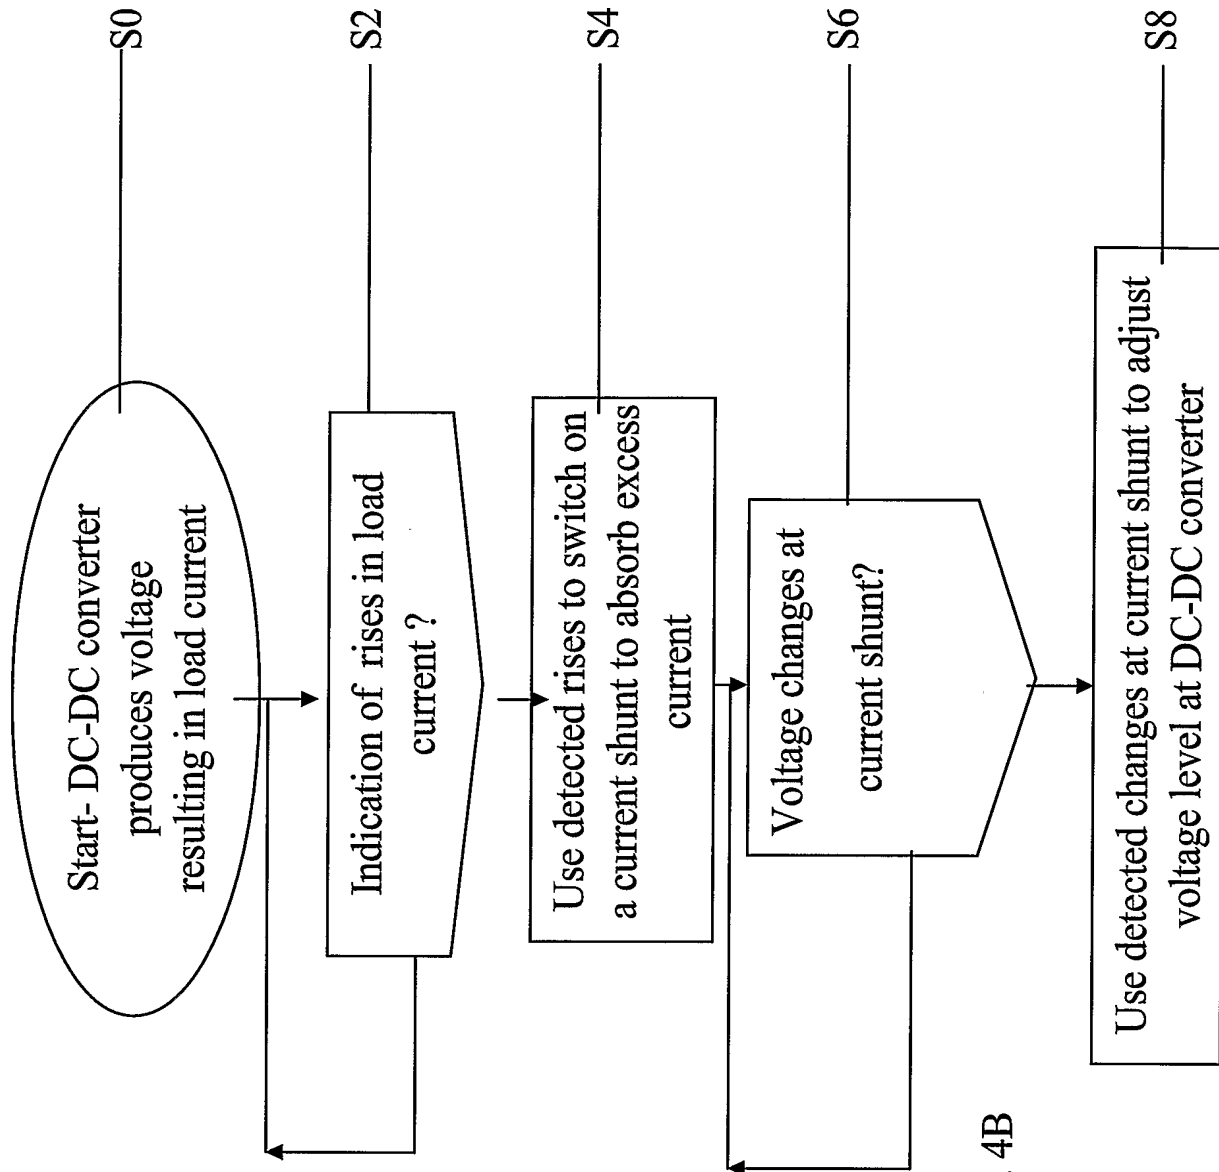 Start- DC-DC converter
produces voltage
resulting in load current
S0
Indication of  rises in load
current ?
S2
Use detected rises to switch on
a current shunt to absorb excess
current
S4
Voltage changes at
current shunt?
S6
Use detected changes at current shunt to adjust
voltage level at DC-DC converter
S8
4B